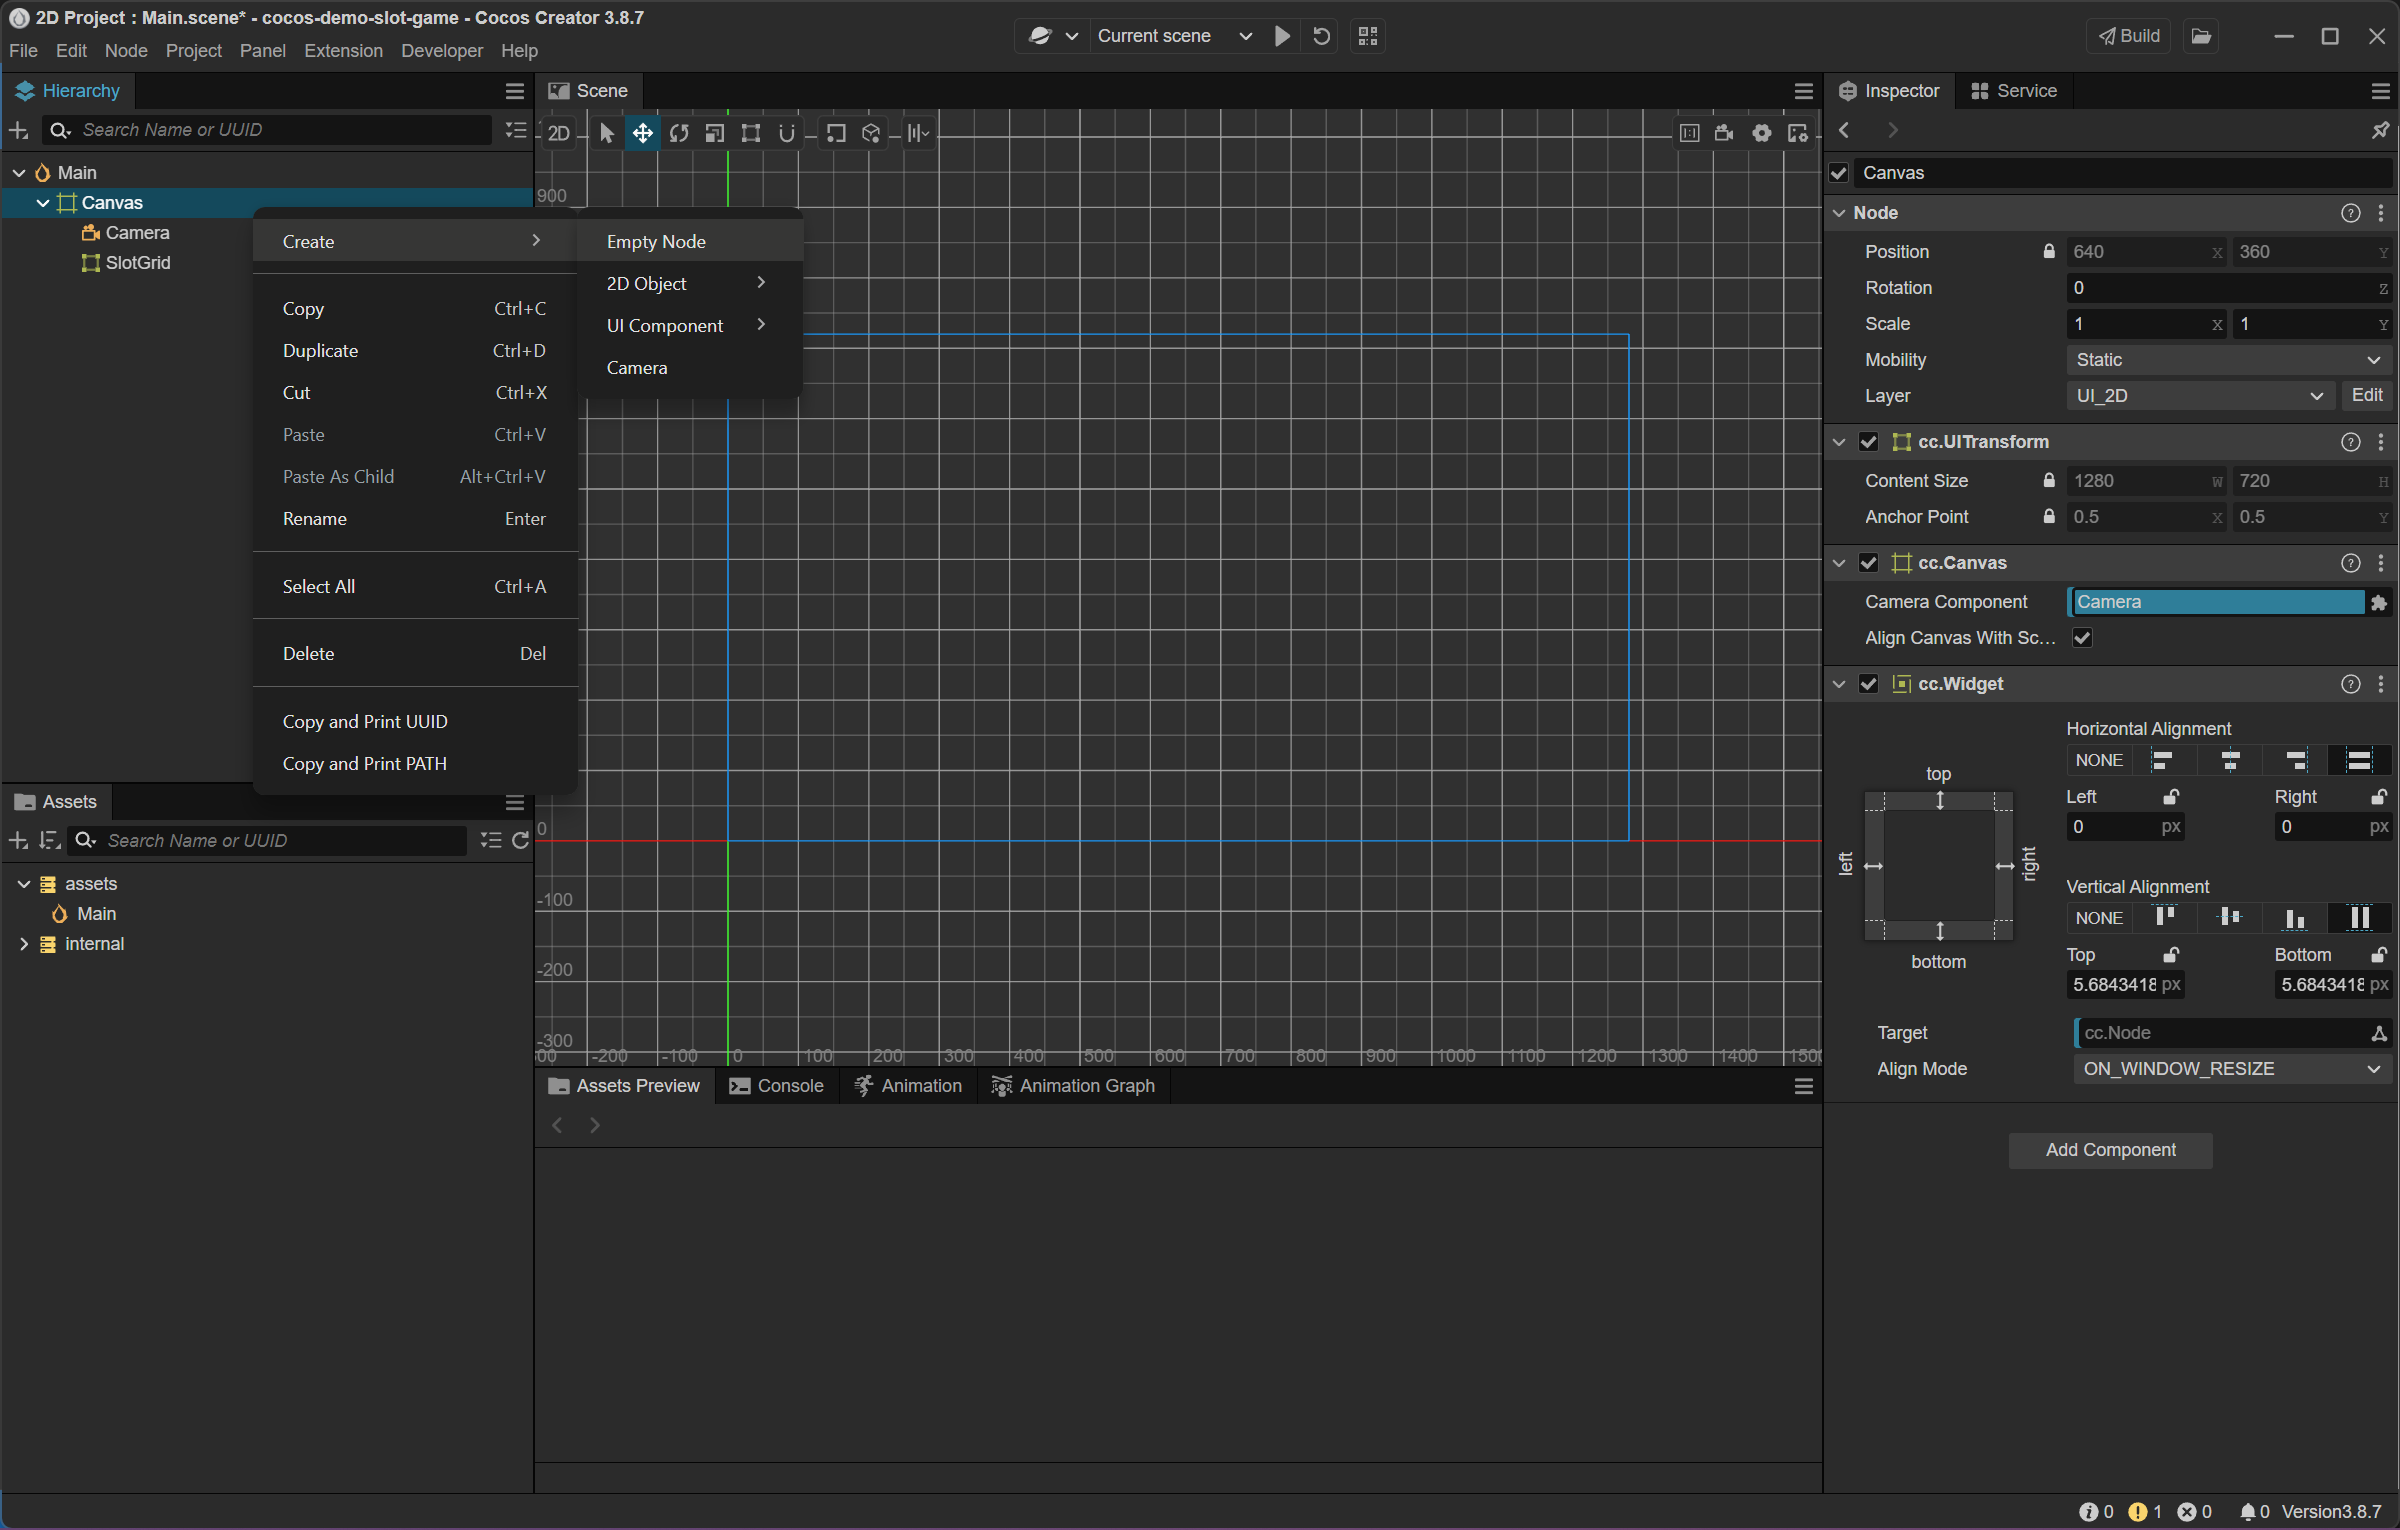 2D Project : Main.scene* - cocos-demo-slot-game - Cocos Creator 3.8.7
File Edit Node Project Panel Extension Developer Help
Current scene
Build
Hierarchy
Search Name or UUID
Main
Canvas
Camera
SlotGrid
Create
Copy Ctrl+C
Duplicate Ctrl+D
Cut Ctrl+X
Paste Ctrl+V
Paste As Child Alt+Ctrl+V
Rename Enter
Select All Ctrl+A
Delete Del
Copy and Print UUID
Copy and Print PATH
Empty Node
2D Object
UI Component
Camera
Assets
Search Name or UUID
assets
Main
internal
Scene
2D
900
0
-100
-200
-300
00 -200 -100 0 100 200 300 400 500 600 700 800 900 1000 1100 1200 1300 1400 150
Assets Preview Console Animation Animation Graph
Inspector Service
Canvas
Node
Position 640 X 360 Y
Rotation 0 Z
Scale 1 X 1 Y
Mobility Static
Layer UI_2D Edit
cc.UITransform
Content Size 1280 W 720 H
Anchor Point 0.5 X 0.5 Y
cc.Canvas
Camera Component Camera
Align Canvas With Sc...
cc.Widget
Horizontal Alignment
NONE
Left Right
0 px 0 px
Vertical Alignment
NONE
Top Bottom
5.6843418 px 5.6843418 px
top
left
right
bottom
Target cc.Node
Align Mode ON_WINDOW_RESIZE
Add Component
0 1 0 0 Version3.8.7